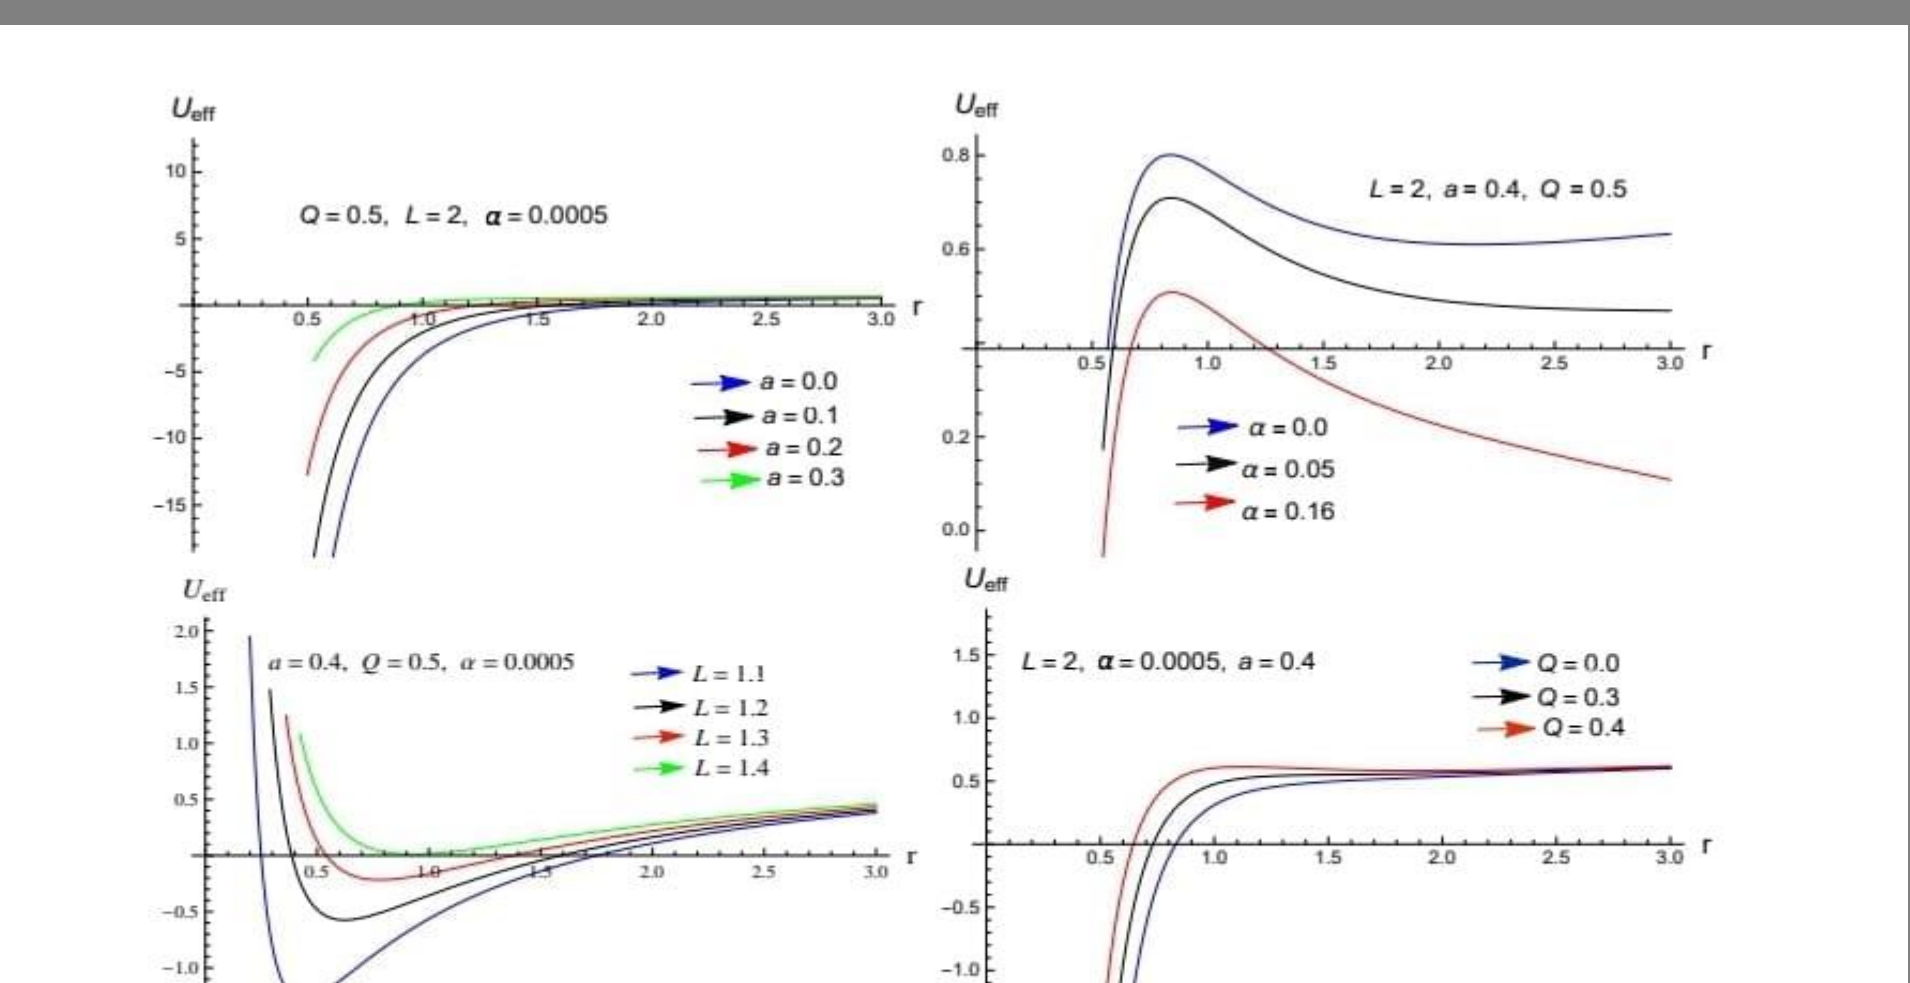 U_eff
10
5
−5
−10
−15
Q = 0.5, L = 2, α = 0.0005
0.5 1.0 1.5 2.0 2.5 3.0 r
a = 0.0
a = 0.1
a = 0.2
a = 0.3
U_eff
0.8
0.6
0.2
0.0
L = 2, a = 0.4, Q = 0.5
0.5 1.0 1.5 2.0 2.5 3.0 r
α = 0.0
α = 0.05
α = 0.16
U_eff
2.0
1.5
1.0
0.5
−0.5
−1.0
a = 0.4, Q = 0.5, α = 0.0005
L = 1.1
L = 1.2
L = 1.3
L = 1.4
0.5 1.0 1.5 2.0 2.5 3.0 r
U_eff
1.5
1.0
0.5
−0.5
−1.0
L = 2, α = 0.0005, a = 0.4
Q = 0.0
Q = 0.3
Q = 0.4
0.5 1.0 1.5 2.0 2.5 3.0 r